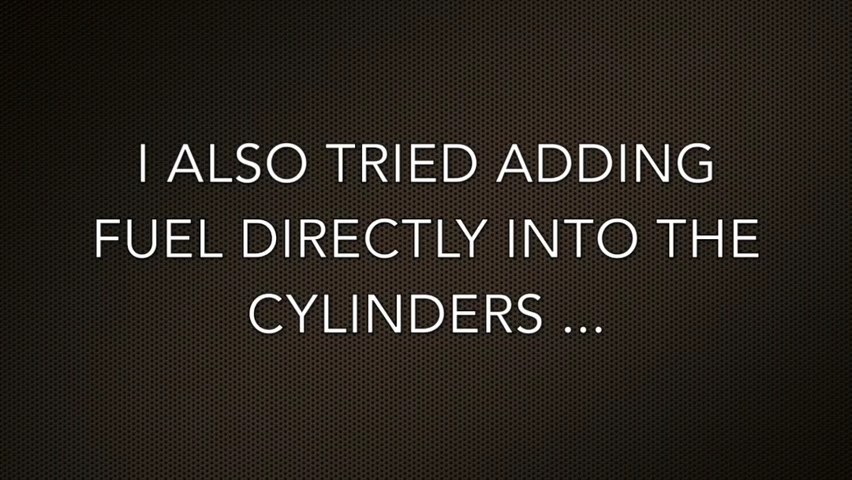 I ALSO TRIED ADDING
FUEL DIRECTLY INTO THE
CYLINDERS ...